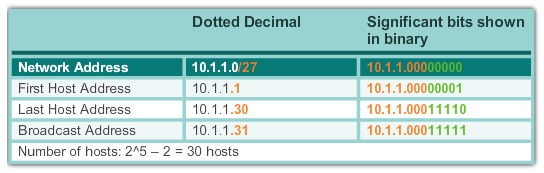 Dotted Decimal Significant bits shown
in binary
Network Address 10.1.1.0/27 10.1.1.00000000
First Host Address 10.1.1.1 10.1.1.00000001
Last Host Address 10.1.1.30 10.1.1.00011110
Broadcast Address 10.1.1.31 10.1.1.00011111
Number of hosts: 2^5 – 2 = 30 hosts